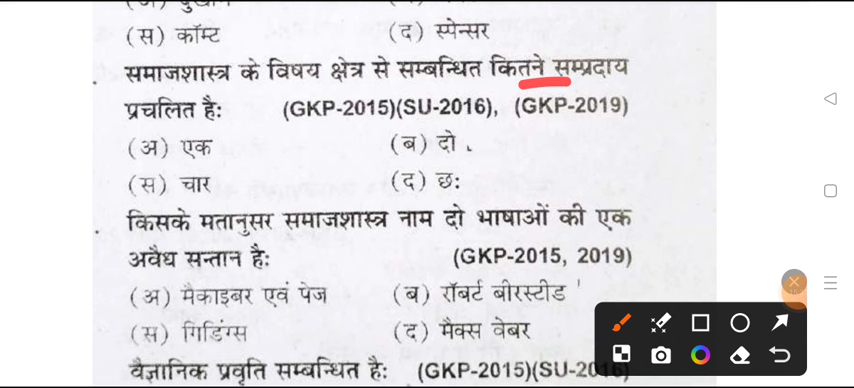 (स) कॉम्ट (द) स्पेन्सर
समाजशास्त्र के विषय क्षेत्र से सम्बन्धित कितने सम्प्रदाय
प्रचलित है: (GKP-2015)(SU-2016), (GKP-2019)
(अ) एक (ब) दो
(स) चार (द) छः
किसके मतानुसर समाजशास्त्र नाम दो भाषाओं की एक
अवैध सन्तान है: (GKP-2015, 2019)
(अ) मैकाइबर एवं पेज (ब) रॉबर्ट बीरस्टीड
(स) गिडिंग्स (द) मैक्स वेबर
वैज्ञानिक प्रवृति सम्बन्धित है: (GKP-2015)(SU-2016)